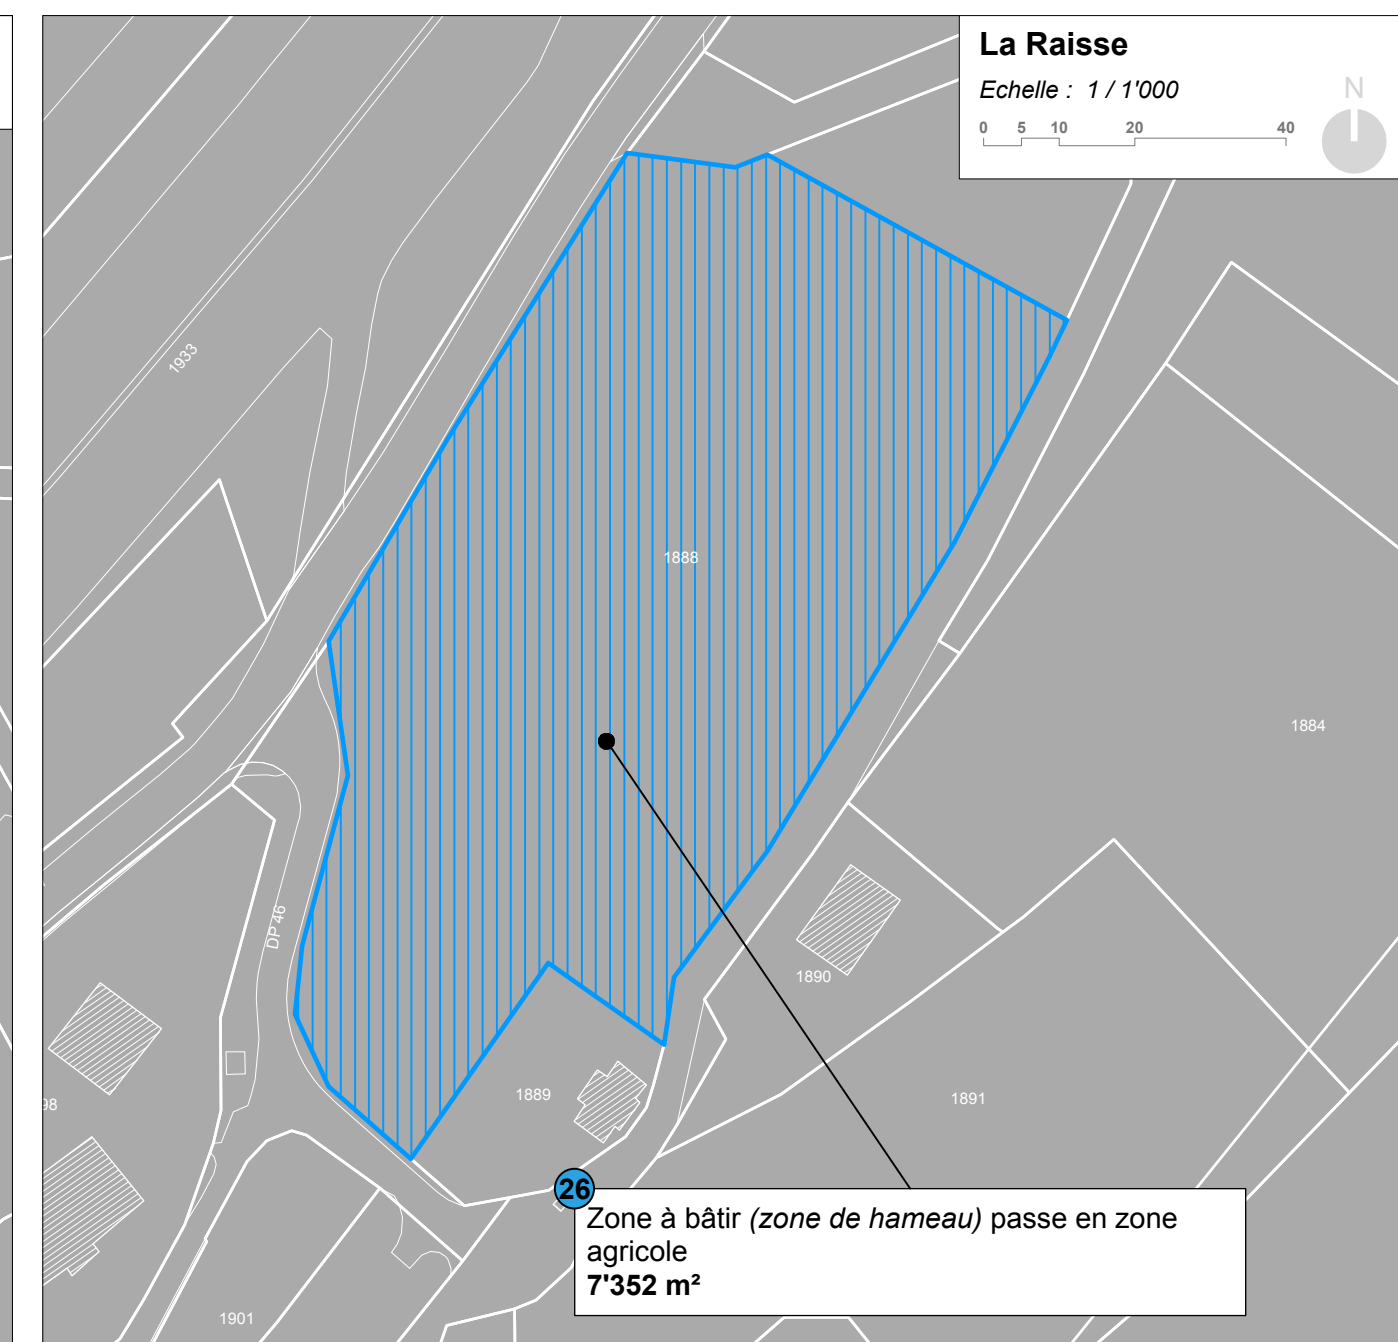 La Raisse
Echelle : 1 / 1'000
N
0 5 10 20 40
1933
1888
1884
DP 46
1890
98
1889
1891
26
Zone à bâtir (zone de hameau) passe en zone
agricole
7'352 m²
1901